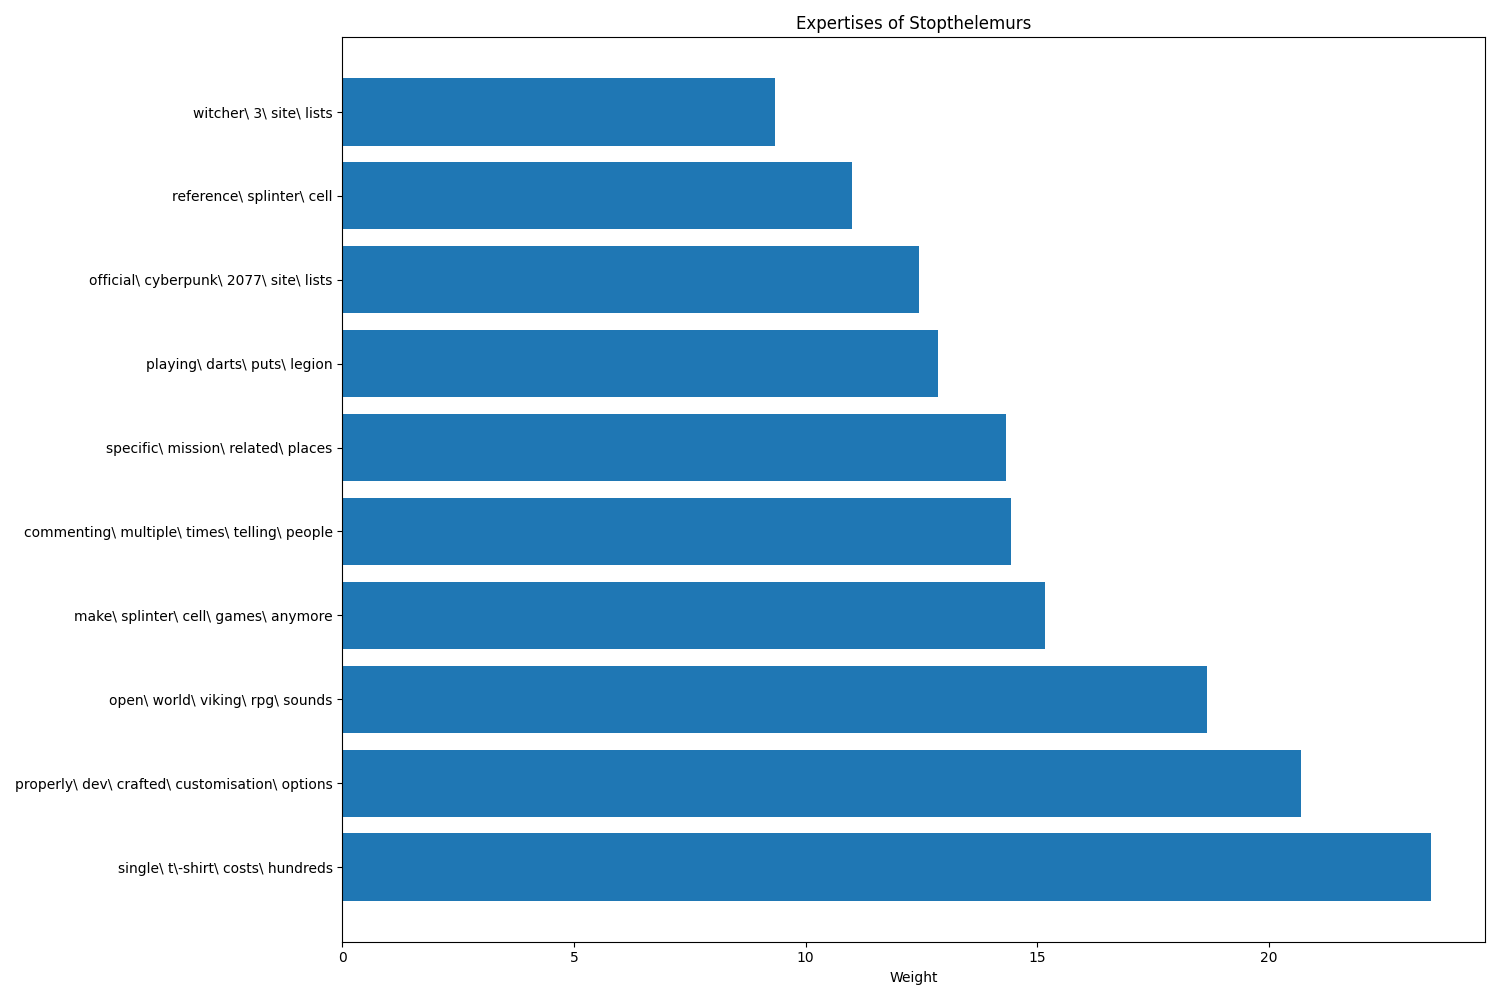 Expertises of Stopthelemurs
witcher\ 3\ site\ lists
reference\ splinter\ cell
official\ cyberpunk\ 2077\ site\ lists
playing\ darts\ puts\ legion
specific\ mission\ related\ places
commenting\ multiple\ times\ telling\ people
make\ splinter\ cell\ games\ anymore
open\ world\ viking\ rpg\ sounds
properly\ dev\ crafted\ customisation\ options
single\ t\-shirt\ costs\ hundreds
0 5 10 15 20
Weight